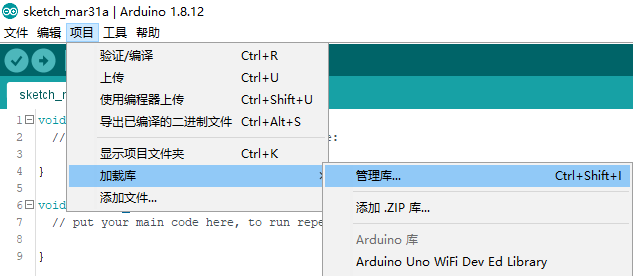 sketch_mar31a | Arduino 1.8.12
文件 编辑 项目 工具 帮助
验证/编译 Ctrl+R
上传 Ctrl+U
使用编程器上传 Ctrl+Shift+U
导出已编译的二进制文件 Ctrl+Alt+S
显示项目文件夹 Ctrl+K
加载库
添加文件...
管理库... Ctrl+Shift+I
添加 .ZIP 库...
Arduino 库
Arduino Uno WiFi Dev Ed Library
sketch_m
1 void
2 // e:
3
4 }
5
6 void
7 // put your main code here, to run repe
8
9 }